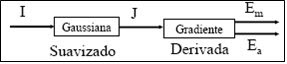 I
Gaussiana
J
Gradiente
Em
Ea
Suavizado
Derivada